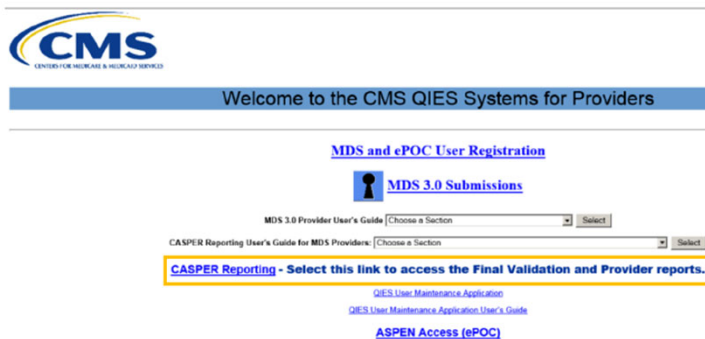 CMS
CENTERS FOR MEDICARE & MEDICAID SERVICES
Welcome to the CMS QIES Systems for Providers
MDS and ePOC User Registration
MDS 3.0 Submissions
MDS 3.0 Provider User's Guide Choose a Section Select
CASPER Reporting User's Guide for MDS Providers: Choose a Section Select
CASPER Reporting - Select this link to access the Final Validation and Provider reports.
QIES User Maintenance Application
QIES User Maintenance Application User's Guide
ASPEN Access (ePOC)